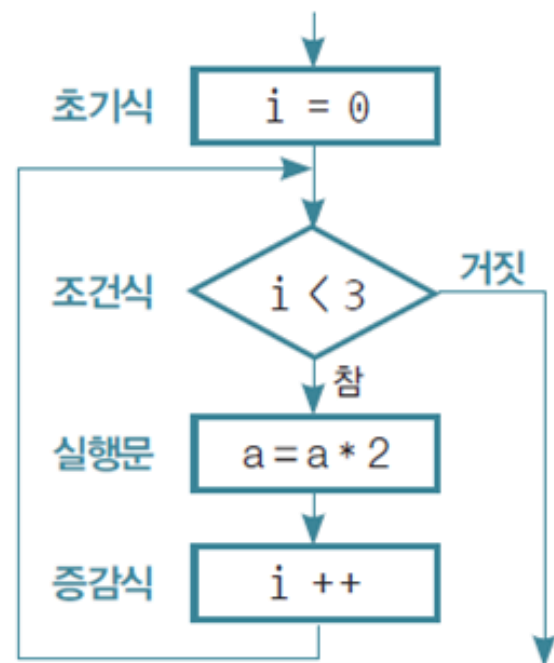 초기식 i = 0
거짓
조건식 i < 3
참
실행문 a=a*2
증감식 i ++